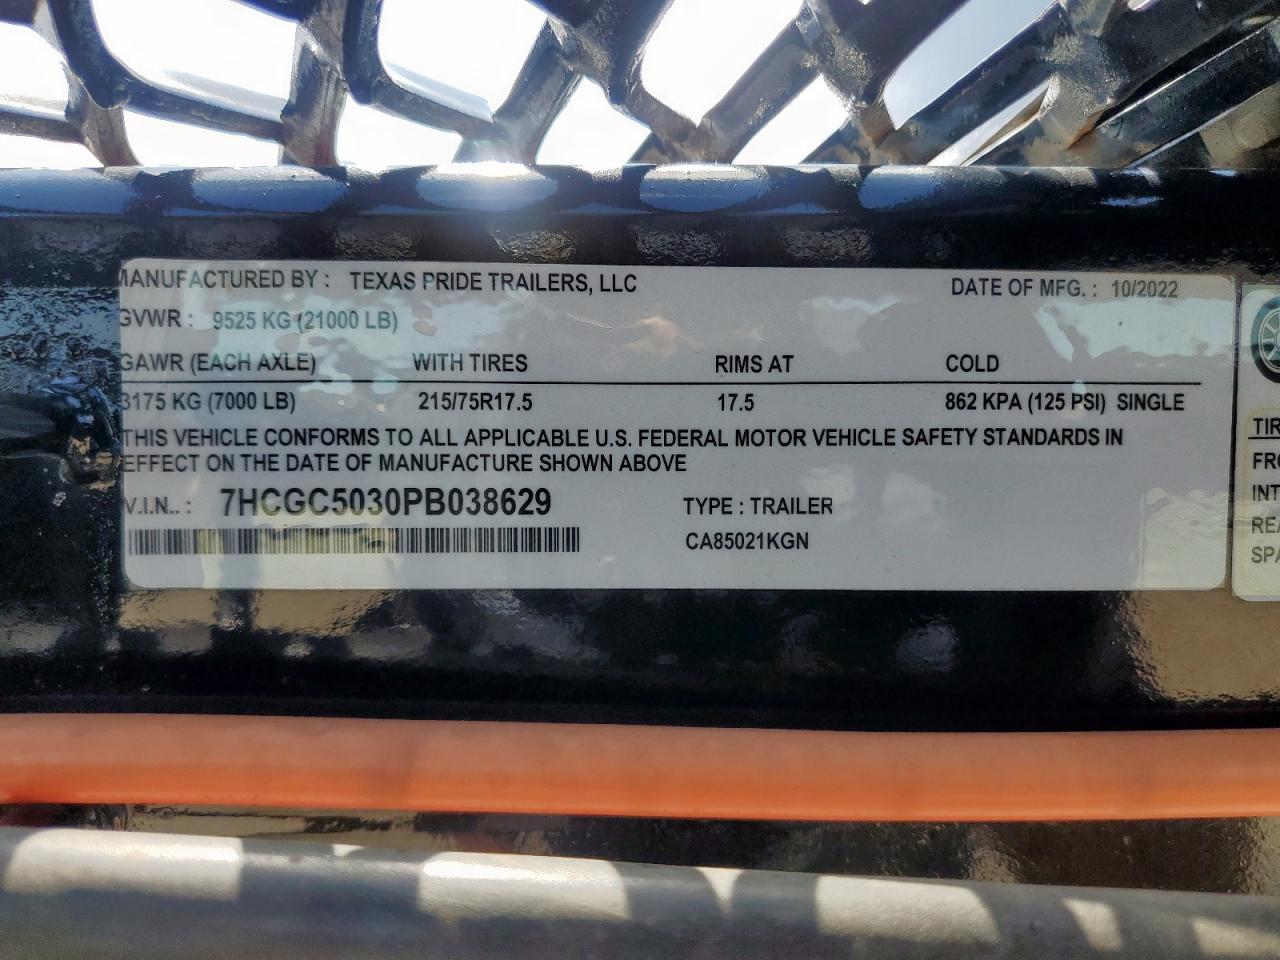 MANUFACTURED BY : TEXAS PRIDE TRAILERS, LLC DATE OF MFG. : 10/2022
GVWR : 9525 KG (21000 LB)
GAWR (EACH AXLE) WITH TIRES RIMS AT COLD
3175 KG (7000 LB) 215/75R17.5 17.5 862 KPA (125 PSI) SINGLE
THIS VEHICLE CONFORMS TO ALL APPLICABLE U.S. FEDERAL MOTOR VEHICLE SAFETY STANDARDS IN
EFFECT ON THE DATE OF MANUFACTURE SHOWN ABOVE
V.I.N.. : 7HCGC5030PB038629 TYPE : TRAILER
CA85021KGN
TIR
FRO
INT
REA
SPA